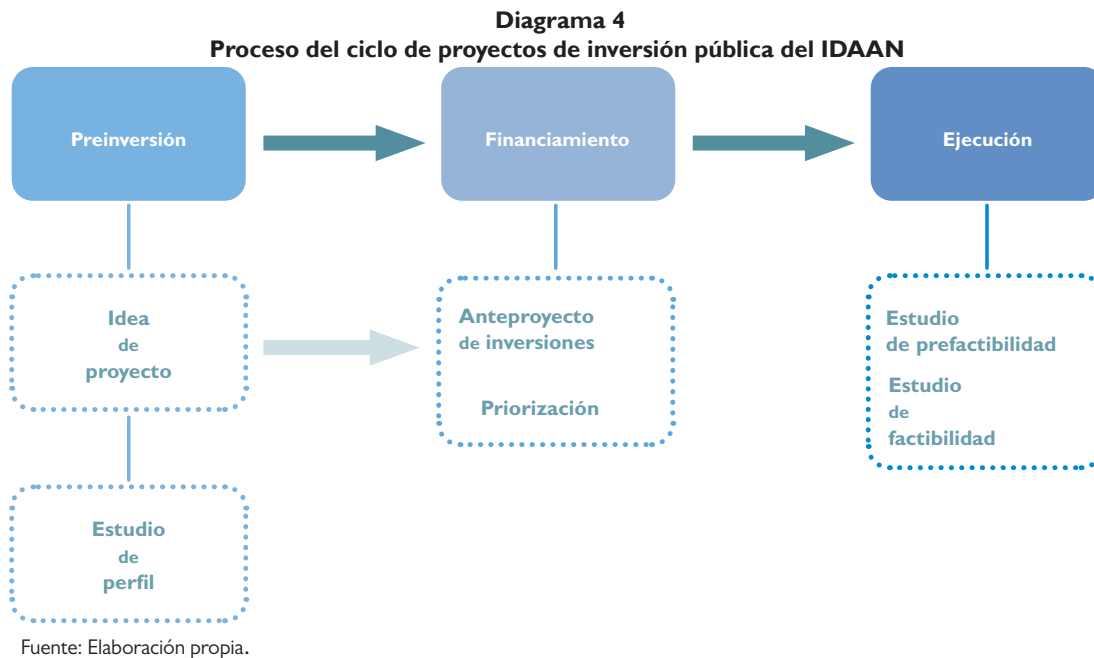 Diagrama 4
Proceso del ciclo de proyectos de inversión pública del IDAAN
Preinversión
Financiamiento
Ejecución
Idea
de
proyecto
Anteproyecto
de inversiones
Priorización
Estudio
de prefactibilidad
Estudio
de
factibilidad
Estudio
de
perfil
Fuente: Elaboración propia.